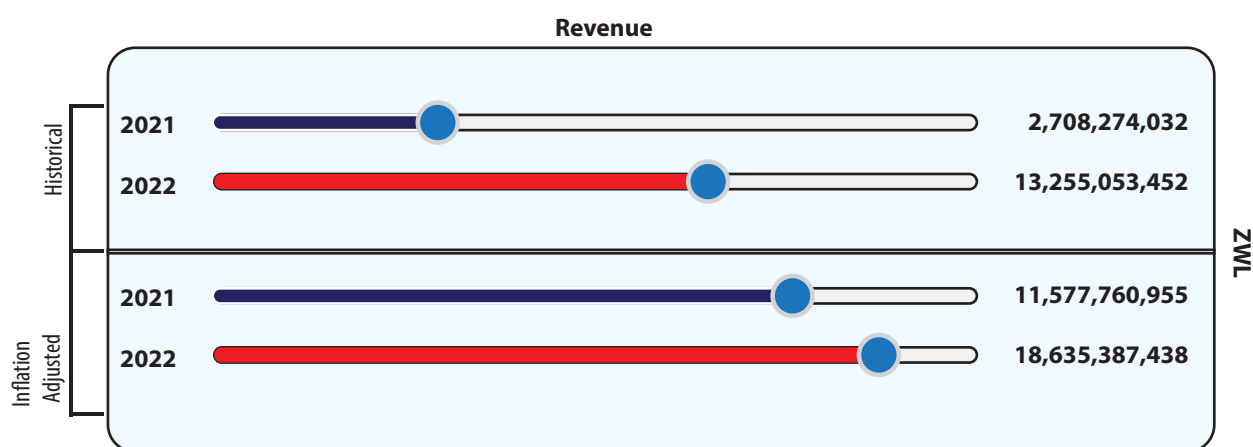 Revenue
Historical
2021
2,708,274,032
2022
13,255,053,452
ZWL
Inflation
Adjusted
2021
11,577,760,955
2022
18,635,387,438